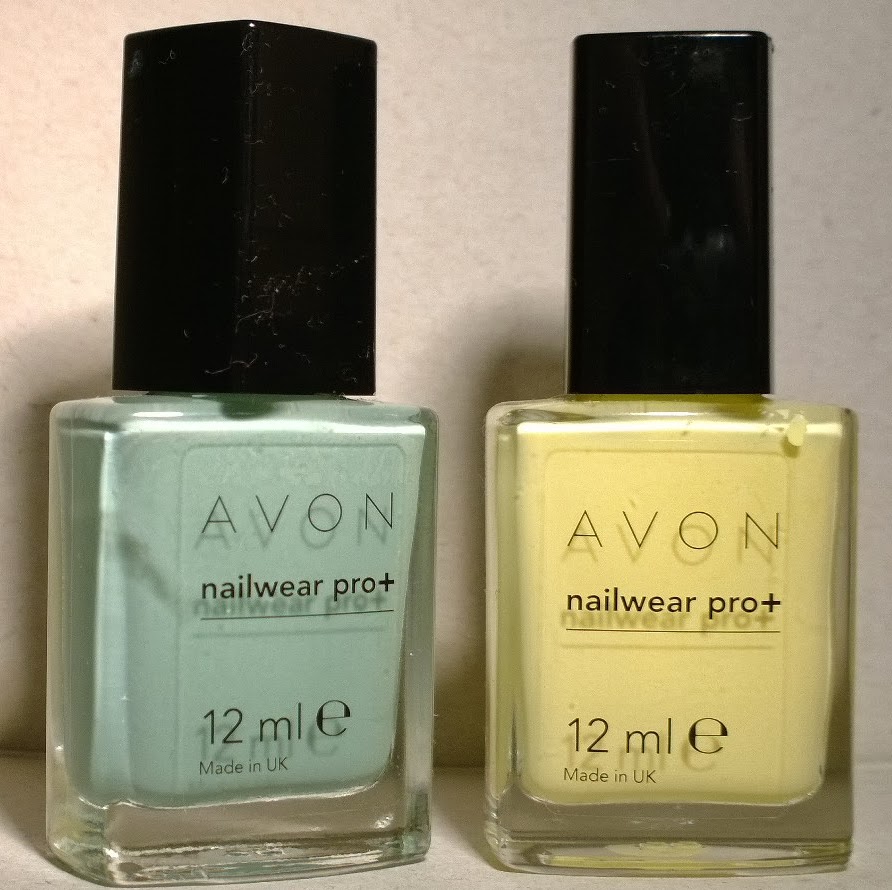 AVON
nailwear pro+
12 ml ℮
Made in UK
AVON
nailwear pro+
12 ml ℮
Made in UK